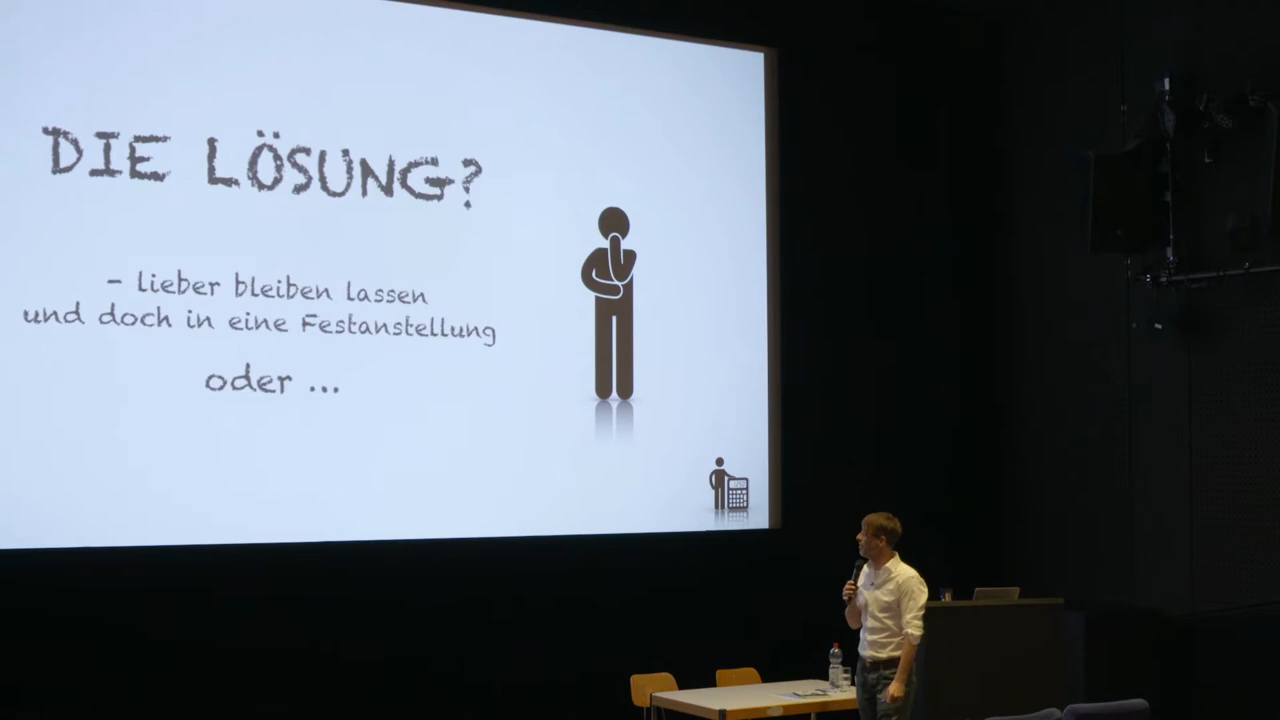 DIE LÖSUNG?
– lieber bleiben lassen
und doch in eine Festanstellung
oder ...